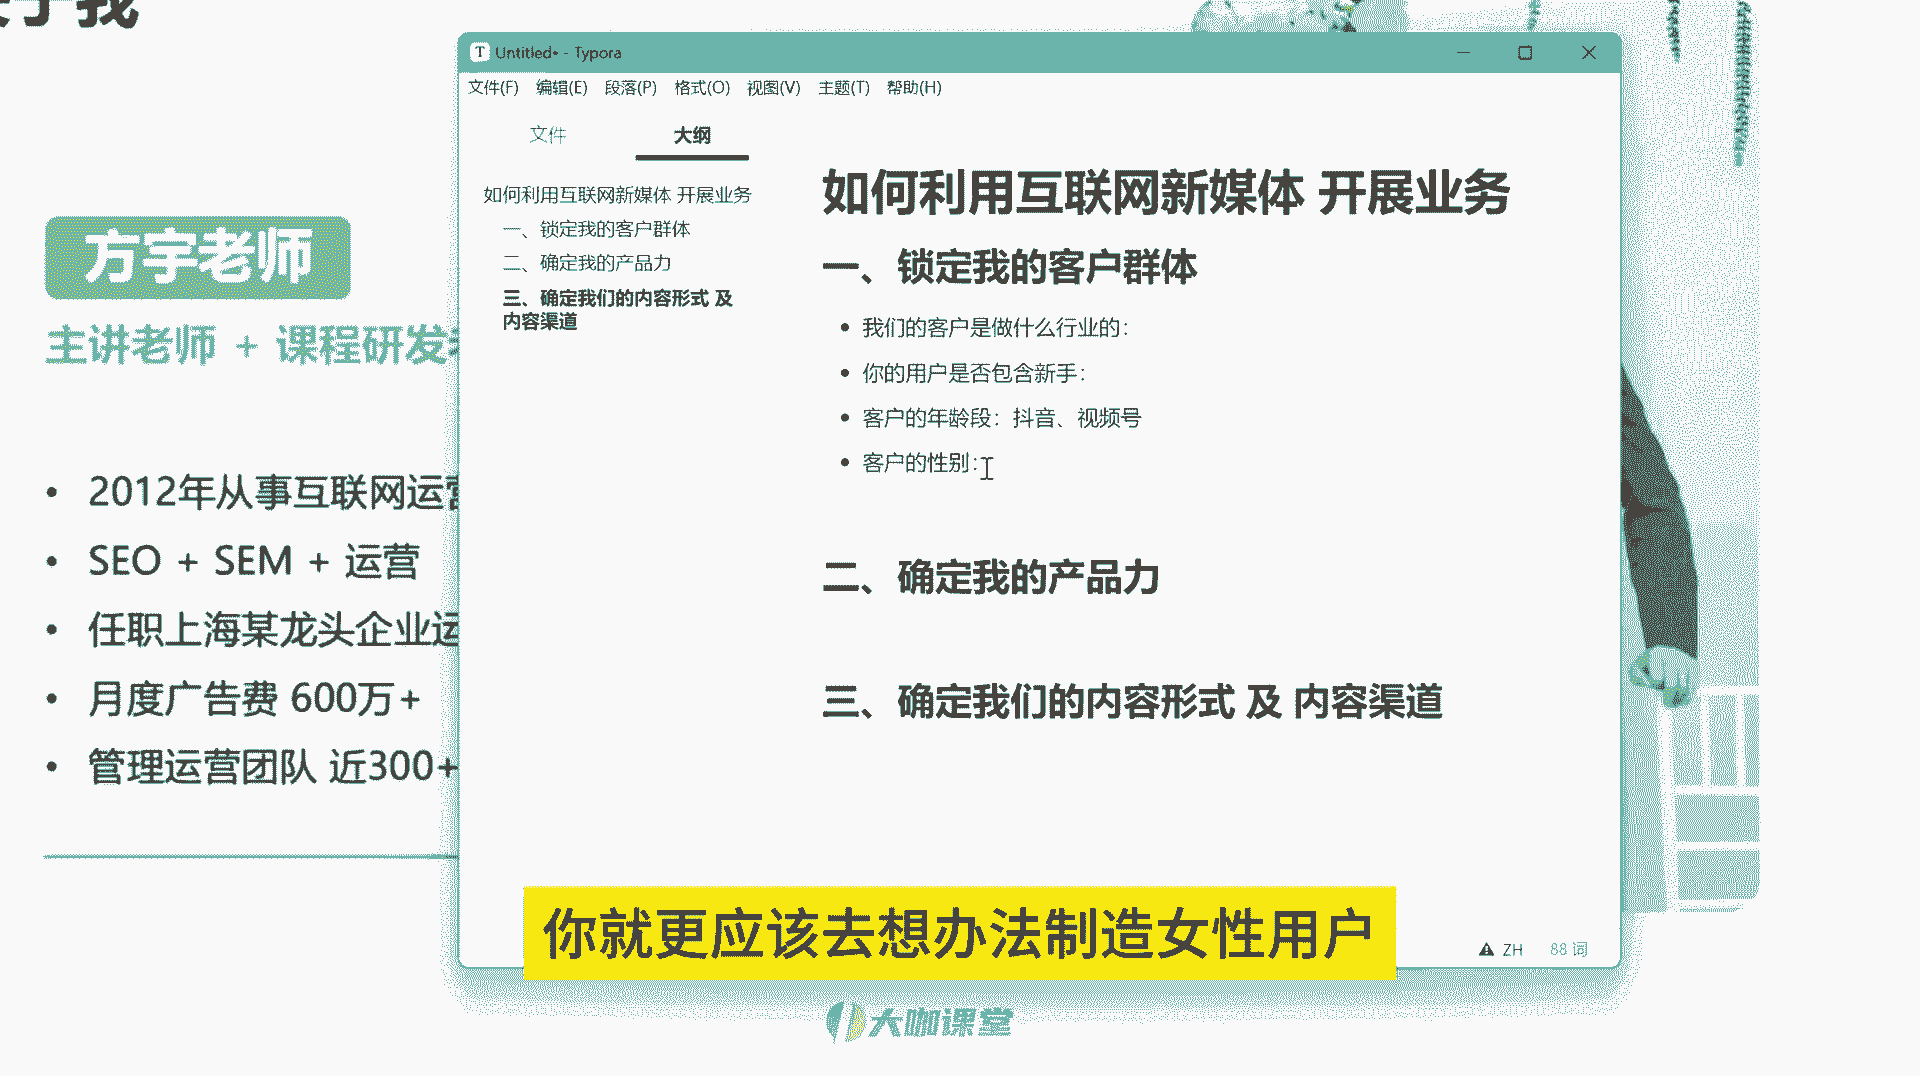 我
方宇老师
主讲老师 + 课程研发
• 2012年从事互联网运营
• SEO + SEM + 运营
• 任职上海某龙头企业运
• 月度广告费 600万+
• 管理运营团队 近300+
Untitled• - Typora
文件(F) 编辑(E) 段落(P) 格式(O) 视图(V) 主题(T) 帮助(H)
文件 大纲
如何利用互联网新媒体 开展业务
一、锁定我的客户群体
二、确定我的产品力
三、确定我们的内容形式 及
内容渠道
如何利用互联网新媒体 开展业务
一、锁定我的客户群体
• 我们的客户是做什么行业的：
• 你的用户是否包含新手：
• 客户的年龄段：抖音、视频号
• 客户的性别：
二、确定我的产品力
三、确定我们的内容形式 及 内容渠道
你就更应该去想办法制造女性用户
ZH 88 词
大咖课堂